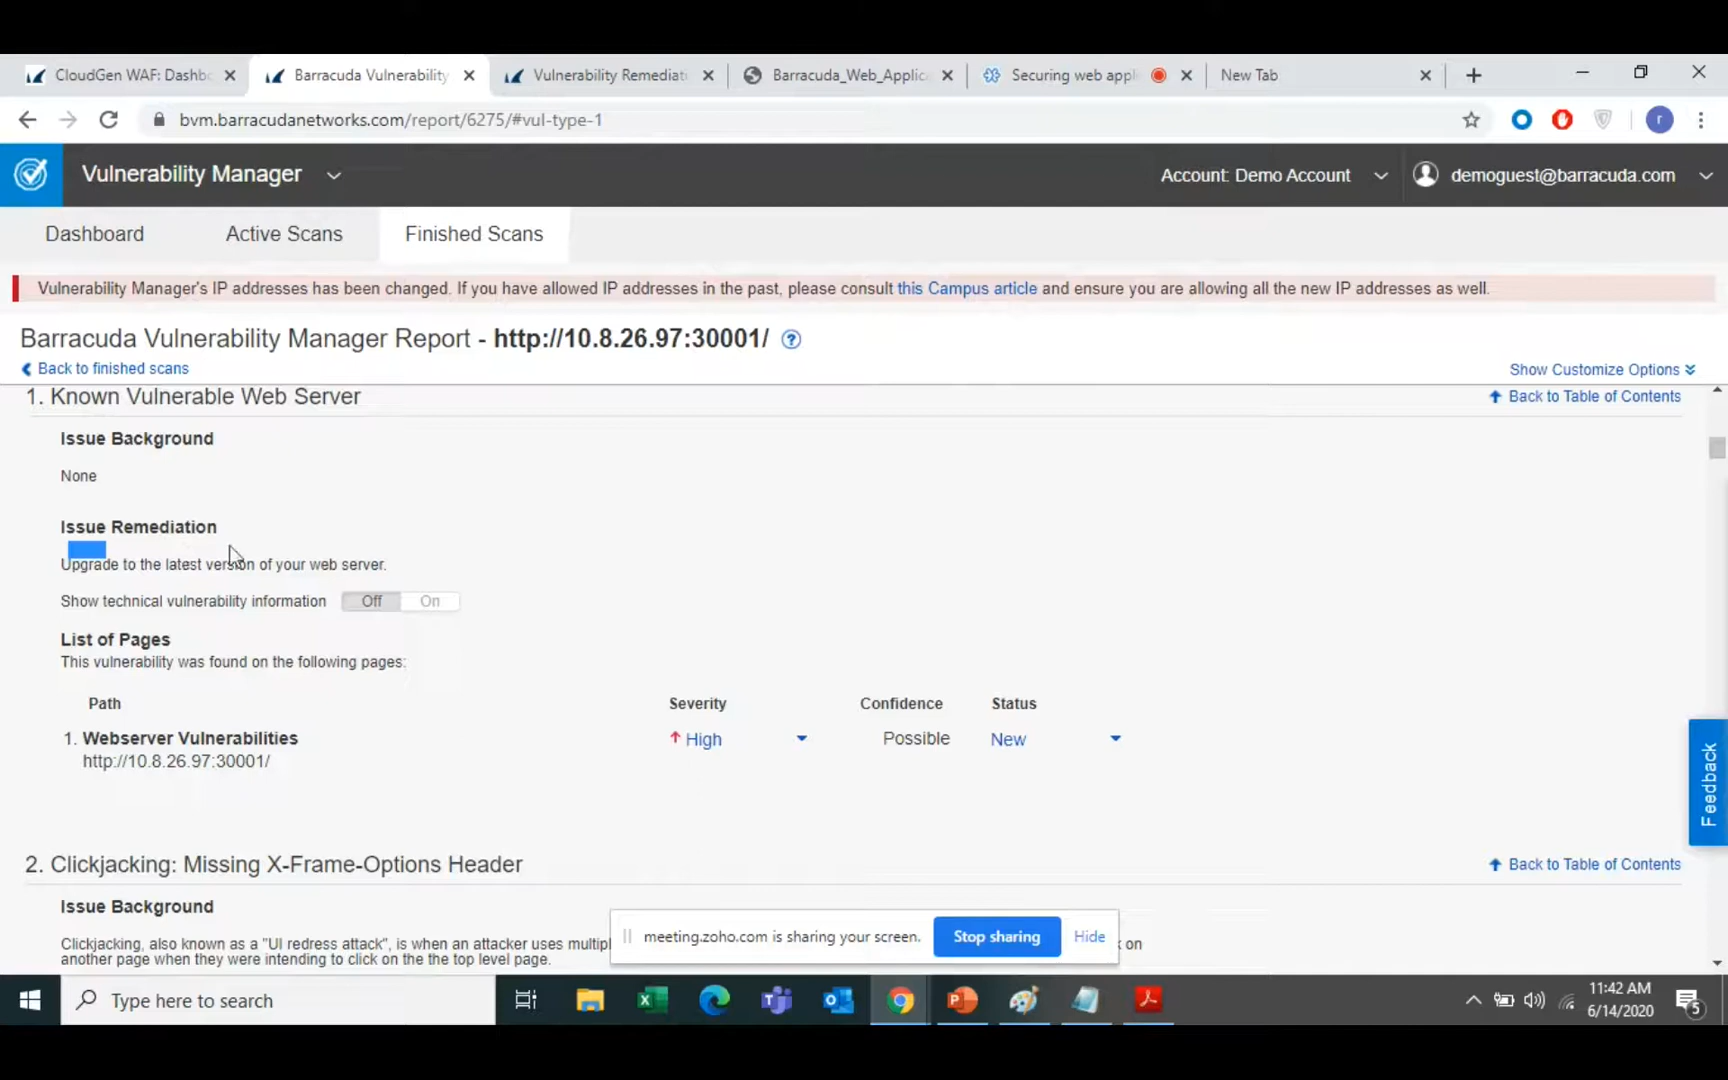 CloudGen WAF: Dashbo
Barracuda Vulnerability
Vulnerability Remediat
Barracuda_Web_Applic
Securing web appl
New Tab
bvm.barracudanetworks.com/report/6275/#vul-type-1
r
Vulnerability Manager
Account: Demo Account
demoguest@barracuda.com
Dashboard
Active Scans
Finished Scans
Vulnerability Manager's IP addresses has been changed. If you have allowed IP addresses in the past, please consult this Campus article and ensure you are allowing all the new IP addresses as well.
Barracuda Vulnerability Manager Report - http://10.8.26.97:30001/ ?
Back to finished scans
Show Customize Options
1. Known Vulnerable Web Server
Back to Table of Contents
Issue Background
None
Issue Remediation
Upgrade to the latest version of your web server.
Show technical vulnerability information Off On
List of Pages
This vulnerability was found on the following pages:
Path Severity Confidence Status
1. Webserver Vulnerabilities High Possible New
http://10.8.26.97:30001/
Feedback
2. Clickjacking: Missing X-Frame-Options Header
Back to Table of Contents
Issue Background
Clickjacking, also known as a "UI redress attack", is when an attacker uses multipl
on
another page when they were intending to click on the the top level page.
meeting.zoho.com is sharing your screen. Stop sharing Hide
Type here to search
11:42 AM
6/14/2020
5